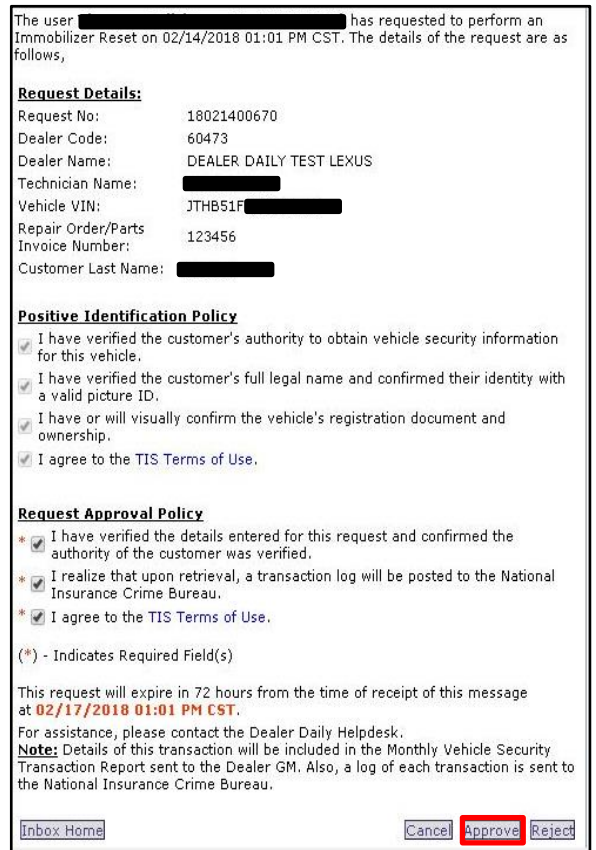 The user has requested to perform an
Immobilizer Reset on 02/14/2018 01:01 PM CST. The details of the request are as
follows,
Request Details:
Request No: 18021400670
Dealer Code: 60473
Dealer Name: DEALER DAILY TEST LEXUS
Technician Name:
Vehicle VIN: JTHB51F
Repair Order/Parts
Invoice Number: 123456
Customer Last Name:
Positive Identification Policy
I have verified the customer's authority to obtain vehicle security information
for this vehicle.
I have verified the customer's full legal name and confirmed their identity with
a valid picture ID.
I have or will visually confirm the vehicle's registration document and
ownership.
I agree to the TIS Terms of Use.
Request Approval Policy
* I have verified the details entered for this request and confirmed the
authority of the customer was verified.
* I realize that upon retrieval, a transaction log will be posted to the National
Insurance Crime Bureau.
* I agree to the TIS Terms of Use.
(*) - Indicates Required Field(s)
This request will expire in 72 hours from the time of receipt of this message
at 02/17/2018 01:01 PM CST.
For assistance, please contact the Dealer Daily Helpdesk.
Note: Details of this transaction will be included in the Monthly Vehicle Security
Transaction Report sent to the Dealer GM. Also, a log of each transaction is sent to
the National Insurance Crime Bureau.
Inbox Home Cancel Approve Reject